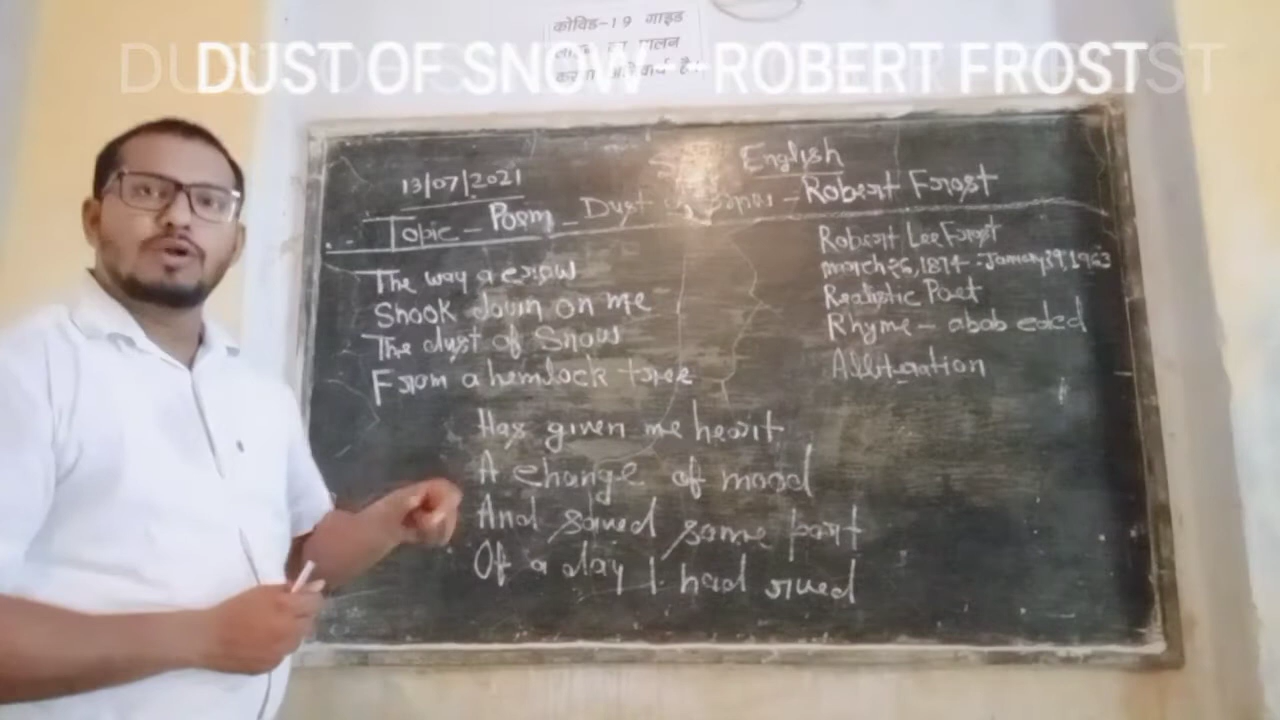 कोविड-19 गाइड
पालन
करना अनिवार्य है।
DUST OF SNOW - ROBERT FROST
English
13/07/2021
Topic - Poem - Dust Snow - Robert Frost
The way a crow
Shook down on me
The dust of Snow
From a hemlock tree
Has given me heart
A change of mood
And saved some part
Of a day I had rued
Robert Lee Frost
march 26, 1874 - January 29, 1963
Realistic Poet
Rhyme - abab cdcd
Alliteration